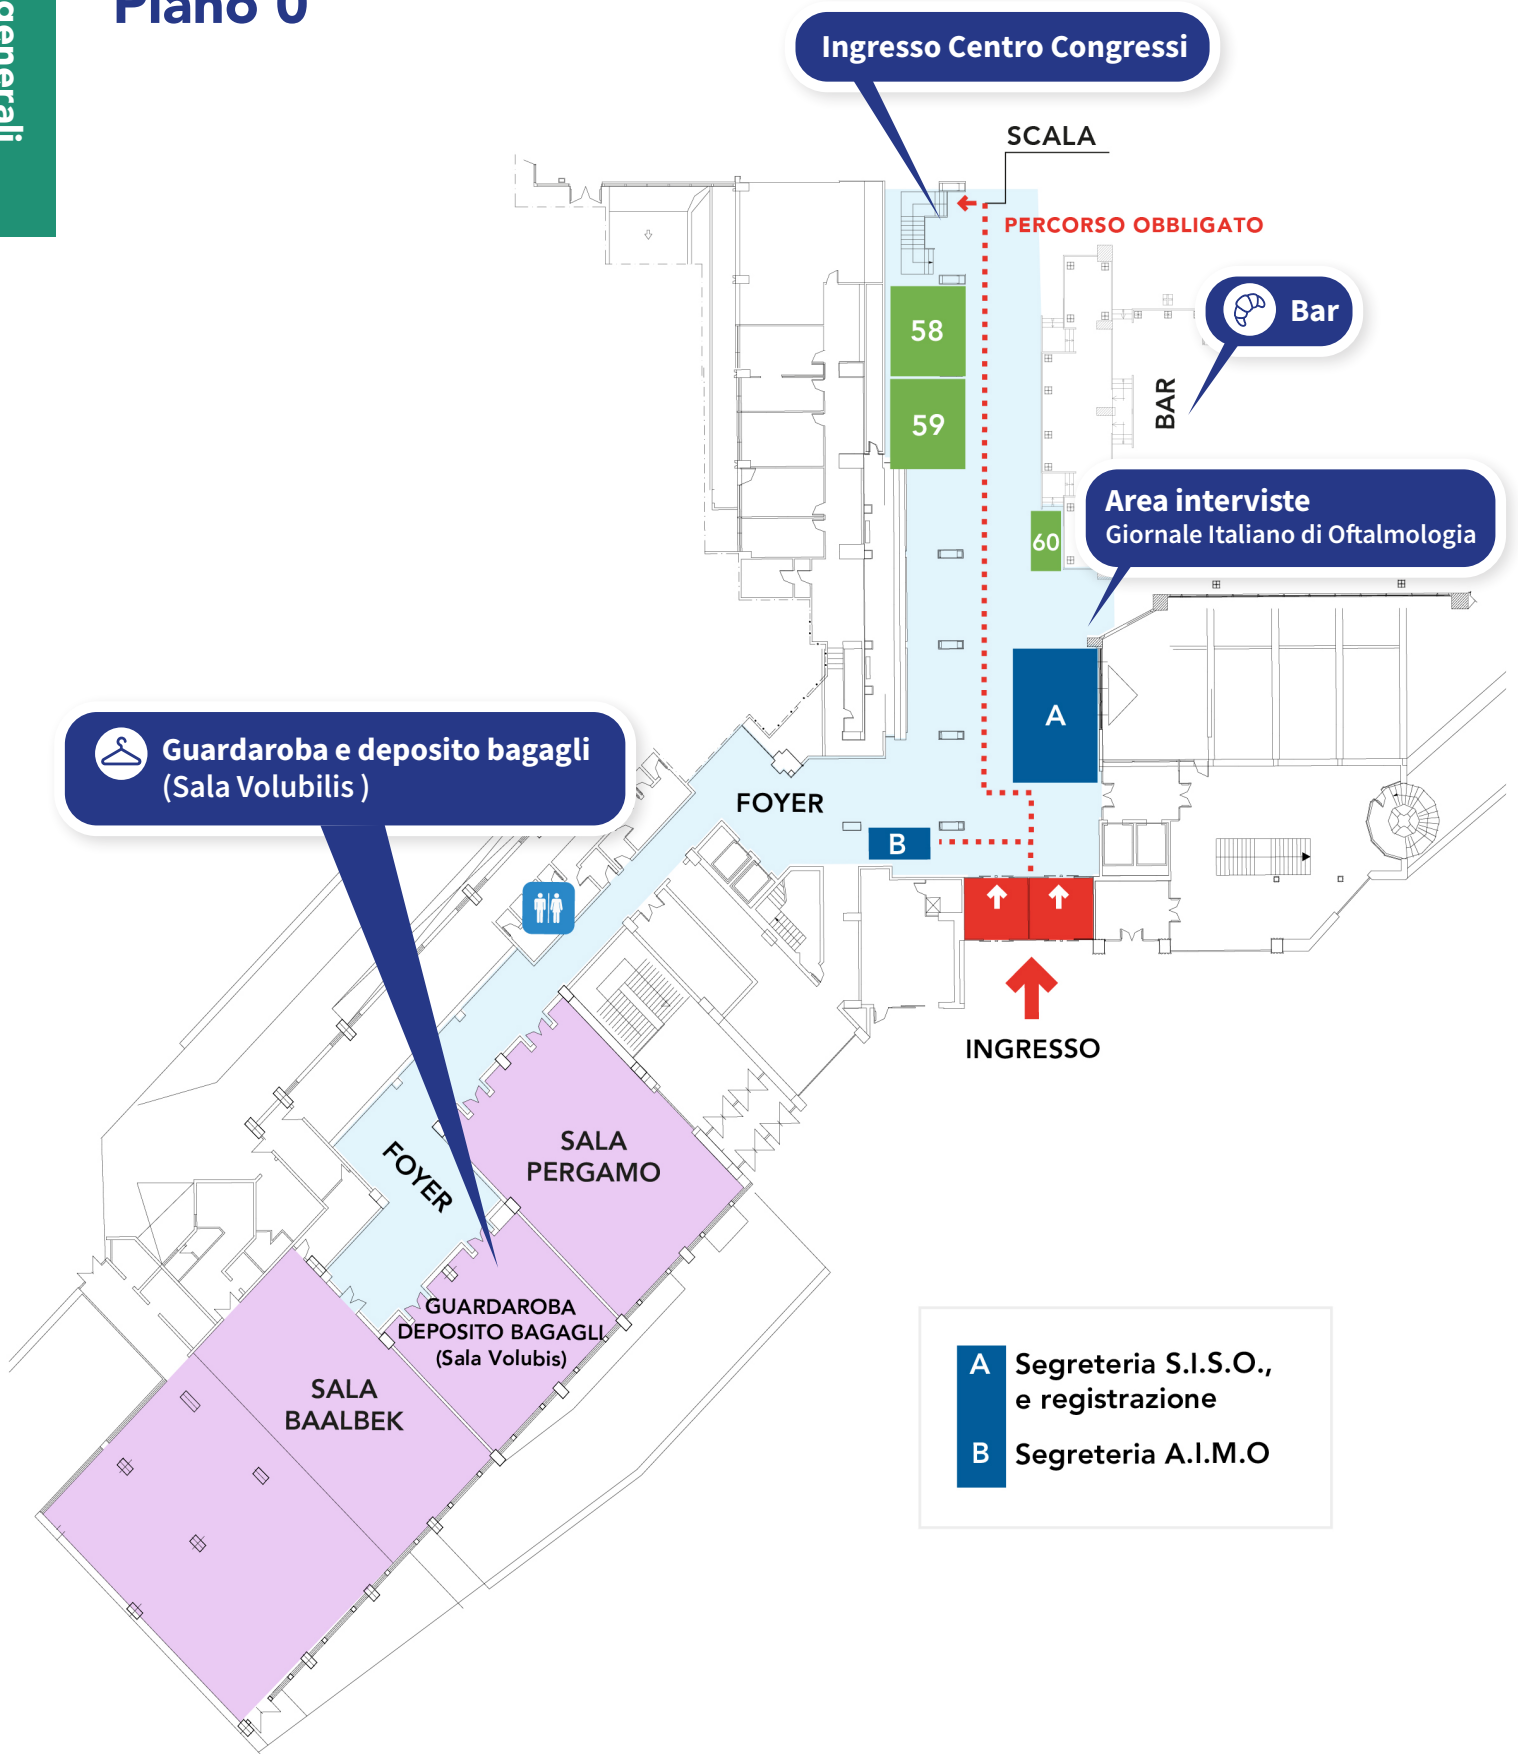 generali
Piano 0
Ingresso Centro Congressi
SCALA
PERCORSO OBBLIGATO
Bar
58
BAR
59
Area interviste
Giornale Italiano di Oftalmologia
60
A
Guardaroba e deposito bagagli
(Sala Volubilis )
FOYER
B
INGRESSO
SALA
PERGAMO
FOYER
GUARDAROBA
DEPOSITO BAGAGLI
(Sala Volubis)
SALA
BAALBEK
A Segreteria S.I.S.O.,
e registrazione
B Segreteria A.I.M.O